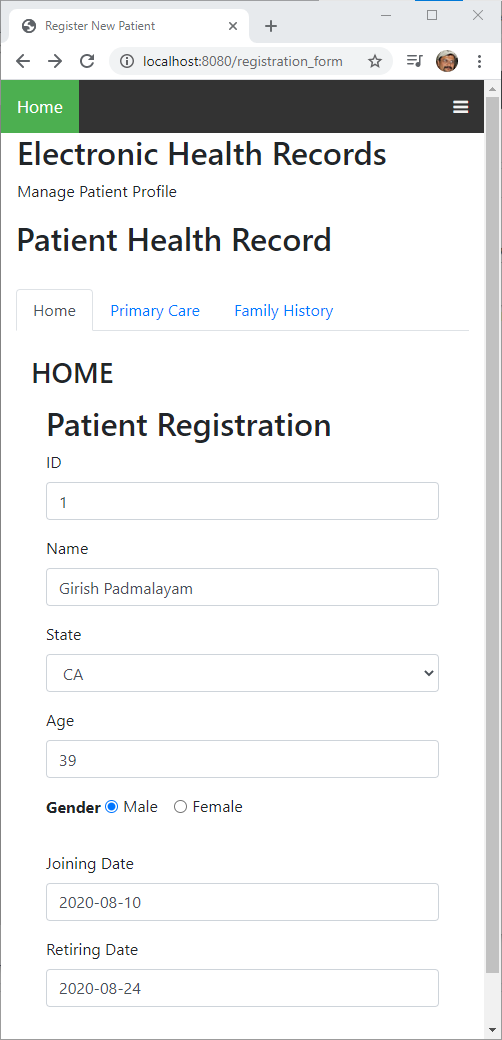 Register New Patient
localhost:8080/registration_form
Home
Electronic Health Records
Manage Patient Profile
Patient Health Record
Home Primary Care Family History
HOME
Patient Registration
ID
1
Name
Girish Padmalayam
State
CA
Age
39
Gender Male Female
Joining Date
2020-08-10
Retiring Date
2020-08-24